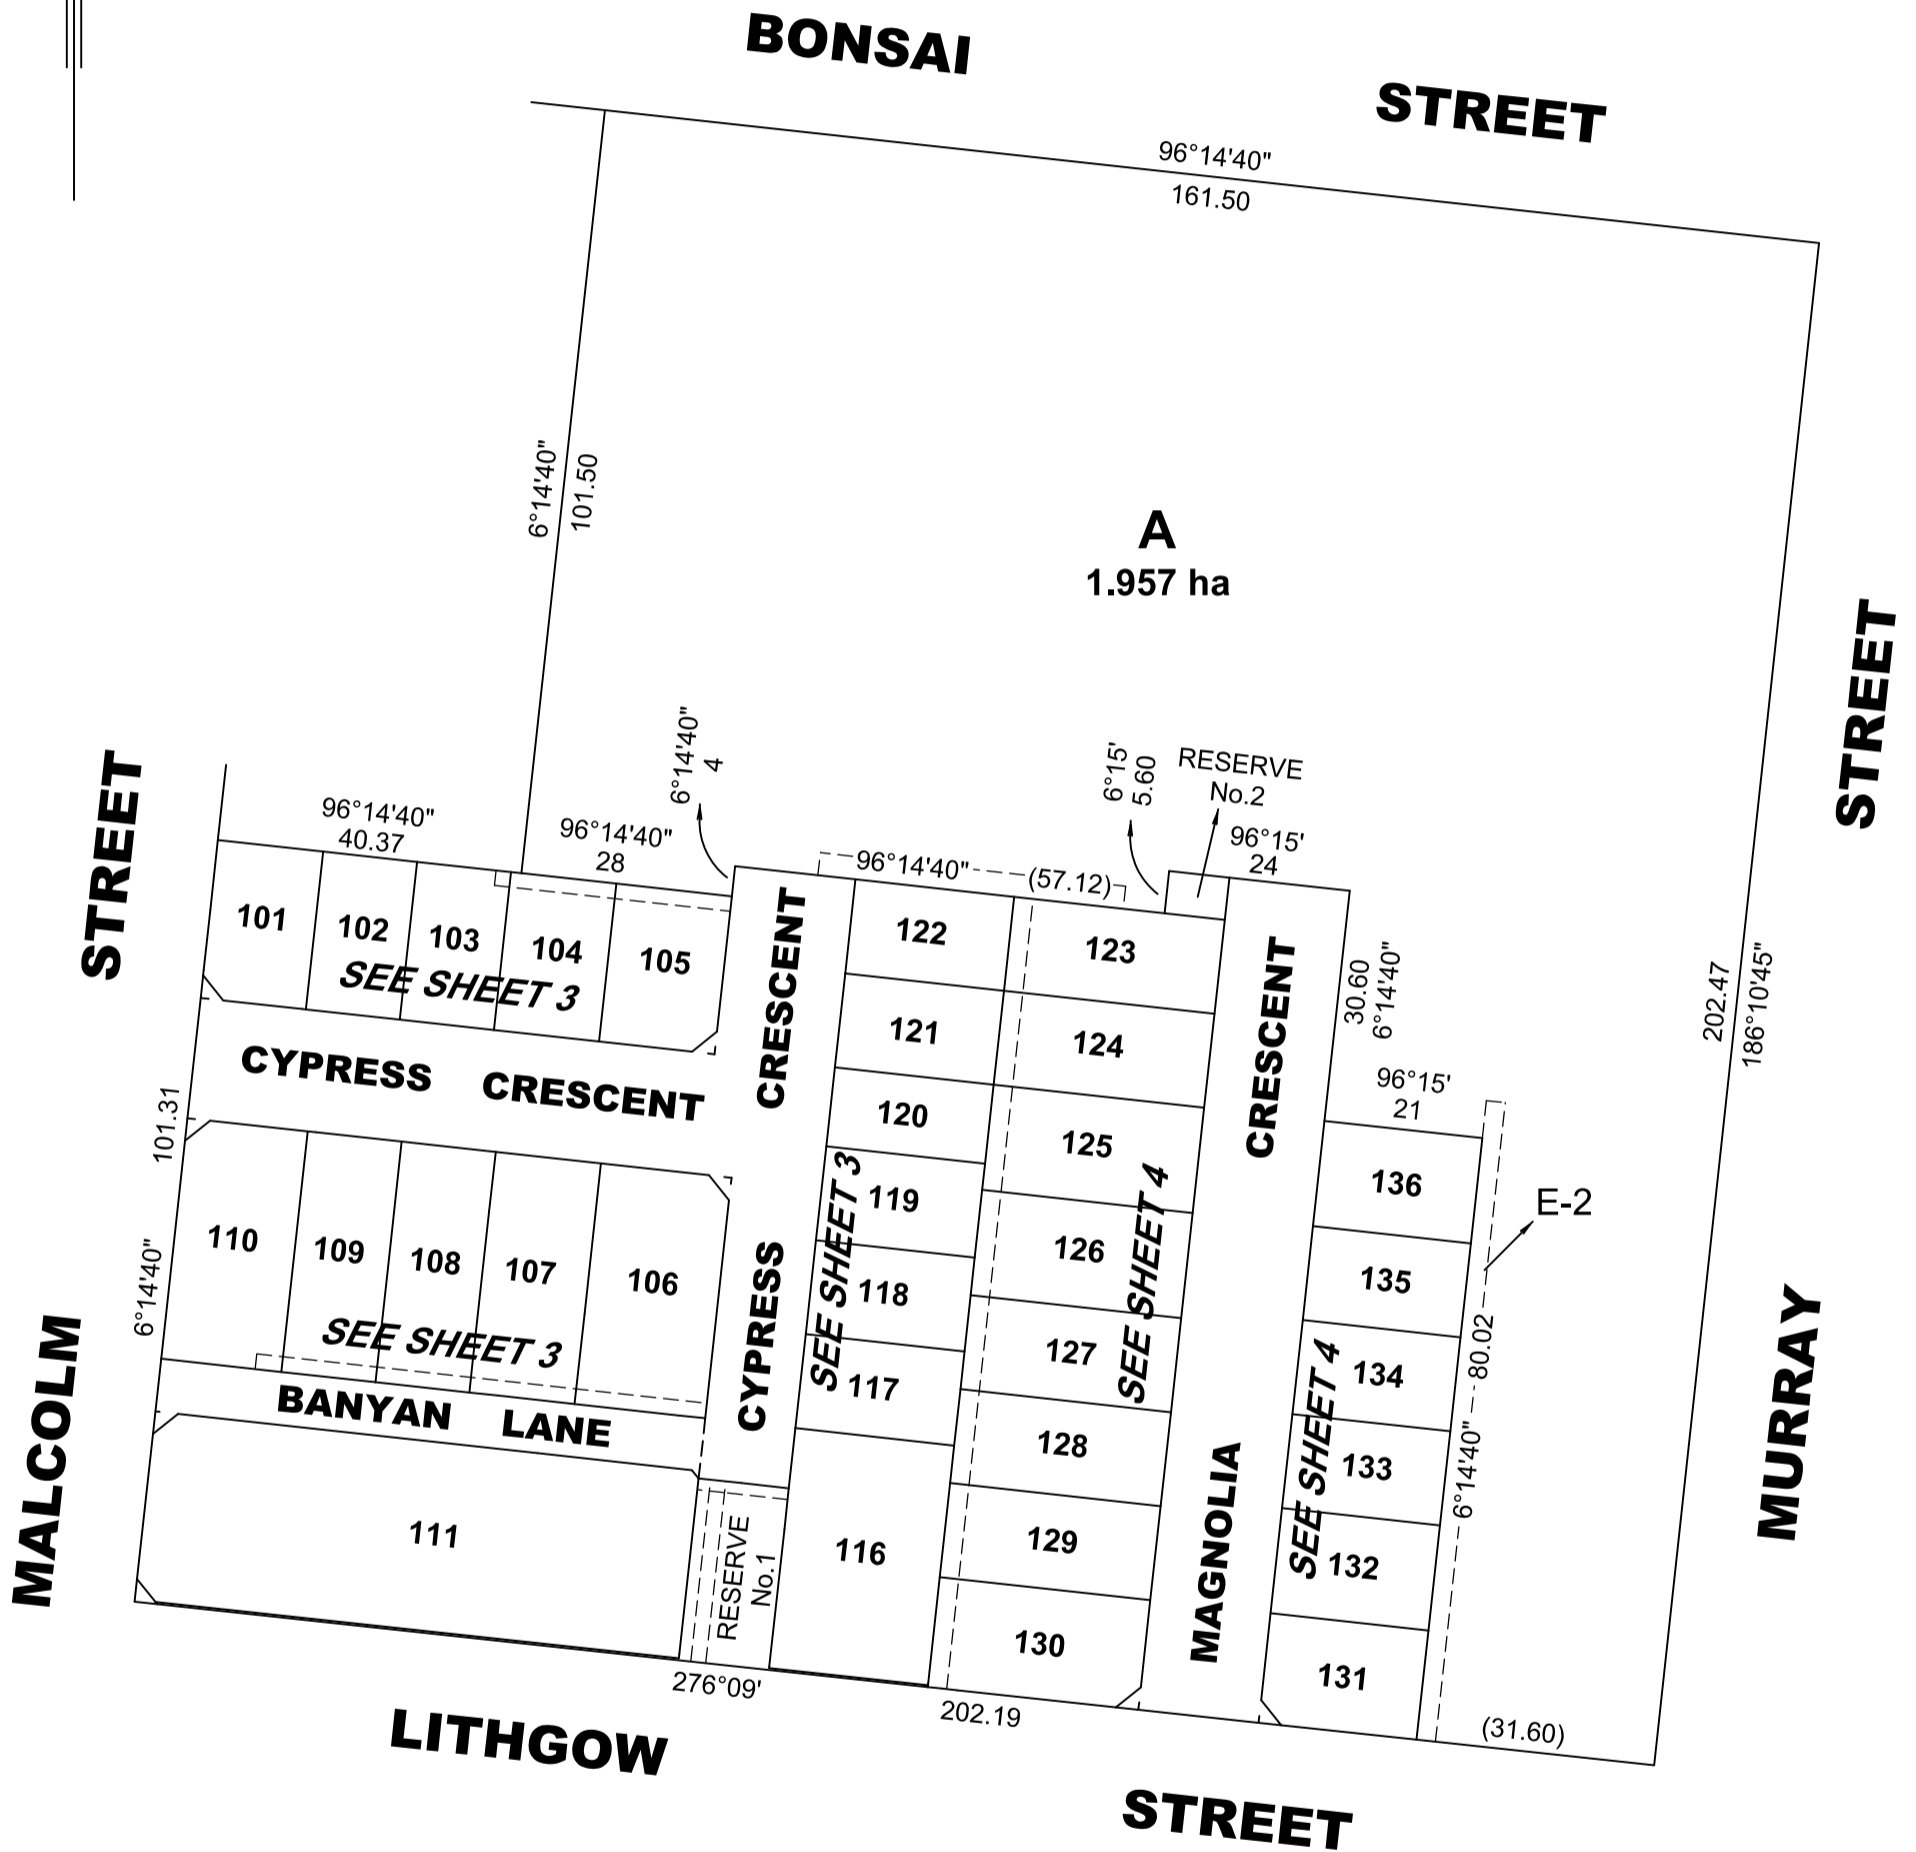 BONSAI
STREET
96°14'40"
161.50
6°14'40"
101.50
A
1.957 ha
202.47
186°10'45"
STREET
MURRAY
STREET
MALCOLM
96°14'40"
40.37
96°14'40"
28
6°14'40"
4
6°15'
5.60
RESERVE
No.2
96°15'
24
96°14'40"
(57.12)
30.60
6°14'40"
96°15'
21
101
102
103
104
105
SEE SHEET 3
CYPRESS CRESCENT
CRESCENT
CYPRESS
101.31
6°14'40"
110
109
108
107
106
SEE SHEET 3
BANYAN LANE
111
RESERVE
No.1
122
121
120
119
118
117
116
SEE SHEET 3
123
124
125
126
127
128
129
130
SEE SHEET 4
CRESCENT
MAGNOLIA
136
135
134
133
132
131
SEE SHEET 4
E-2
80.02
6°14'40"
(31.60)
276°09'
202.19
LITHGOW
STREET